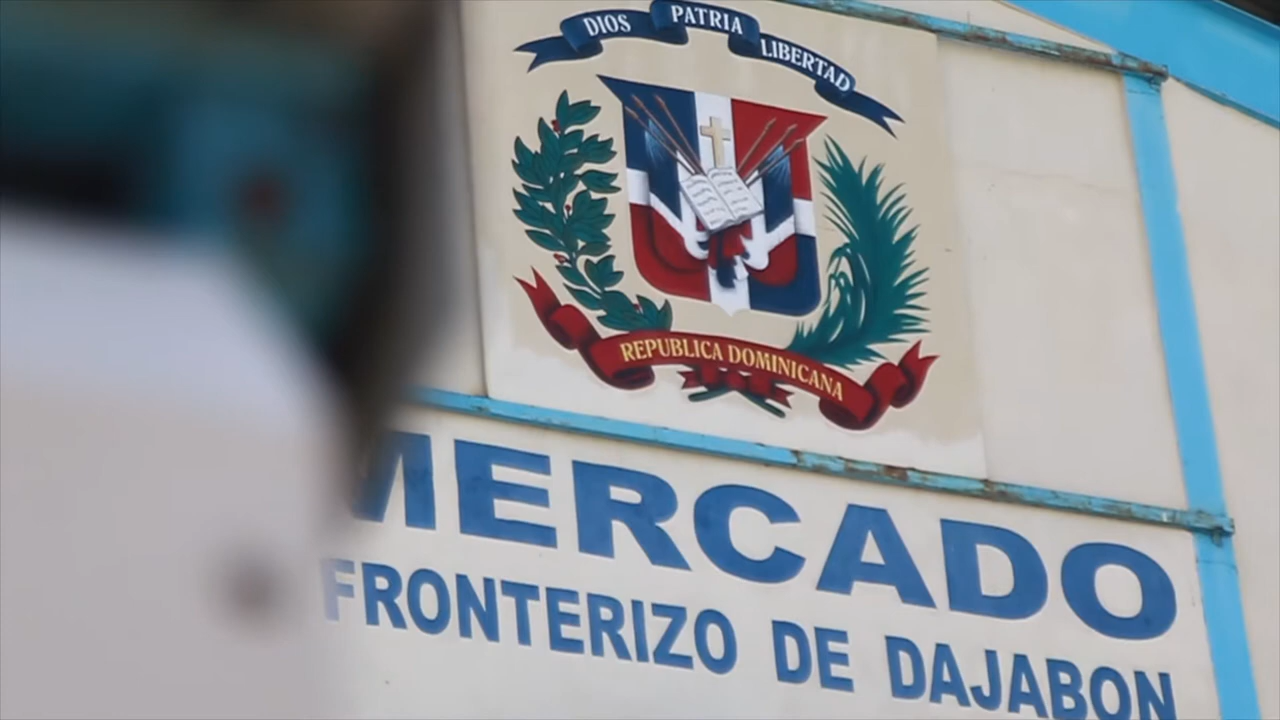 DIOS PATRIA LIBERTAD
REPUBLICA DOMINICANA
MERCADO
FRONTERIZO DE DAJABON